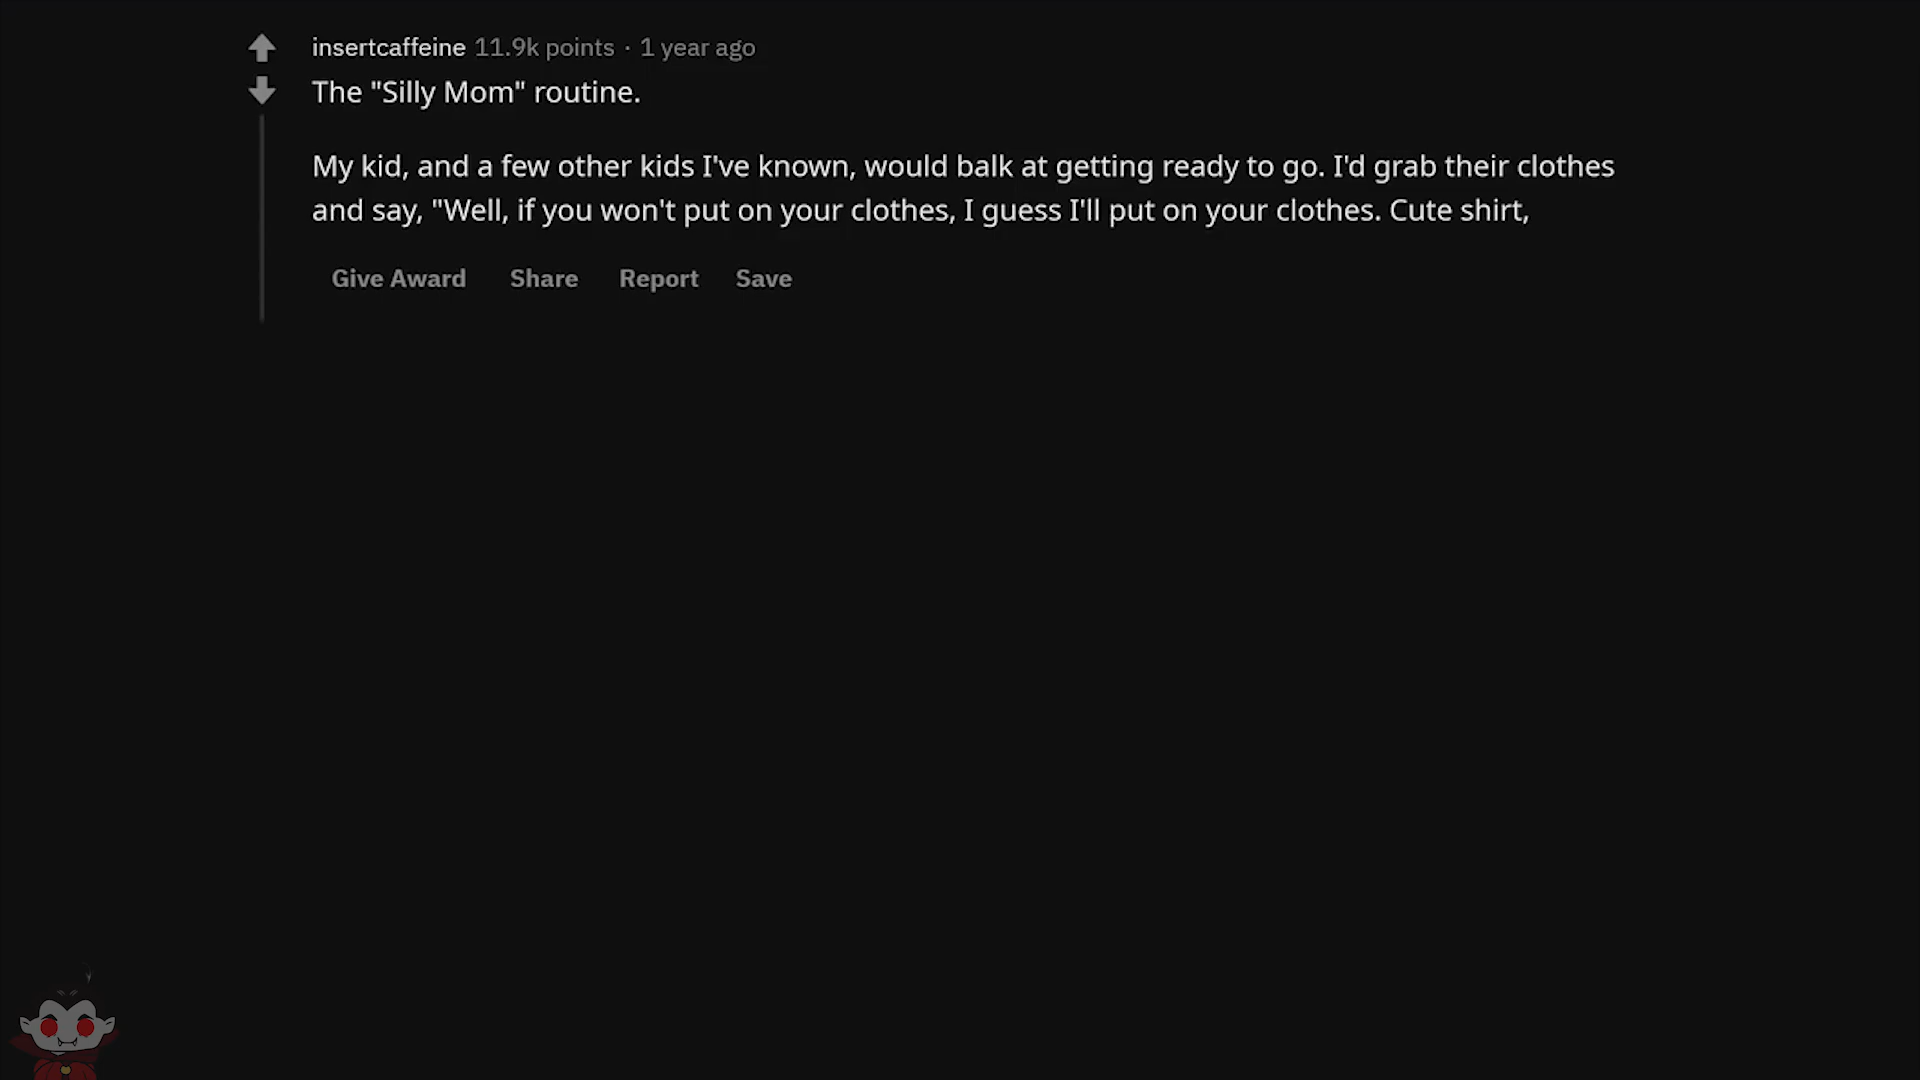 insertcaffeine 11.9k points · 1 year ago
The "Silly Mom" routine.
My kid, and a few other kids I've known, would balk at getting ready to go. I'd grab their clothes
and say, "Well, if you won't put on your clothes, I guess I'll put on your clothes. Cute shirt,
Give Award Share Report Save